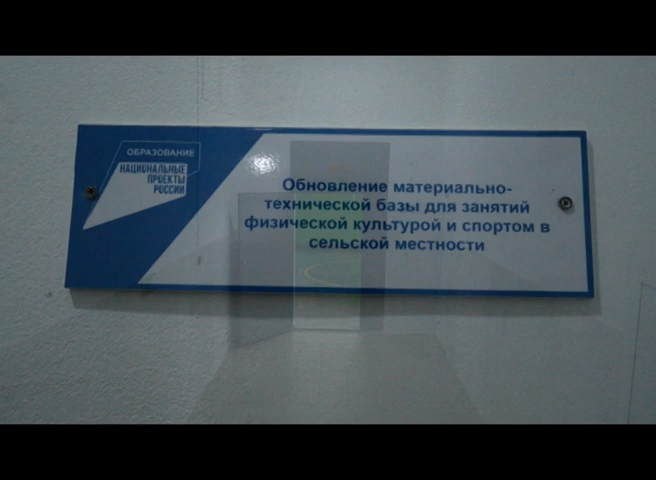 ОБРАЗОВАНИЕ
НАЦИОНАЛЬНЫЕ
ПРОЕКТЫ
РОССИИ
Обновление материально-
технической базы для занятий
физической культурой и спортом в
сельской местности